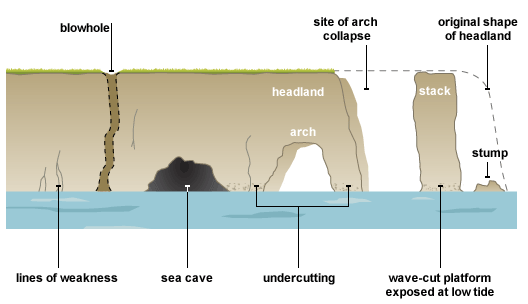 blowhole
site of arch
collapse
original shape
of headland
headland
stack
arch
stump
lines of weakness
sea cave
undercutting
wave-cut platform
exposed at low tide